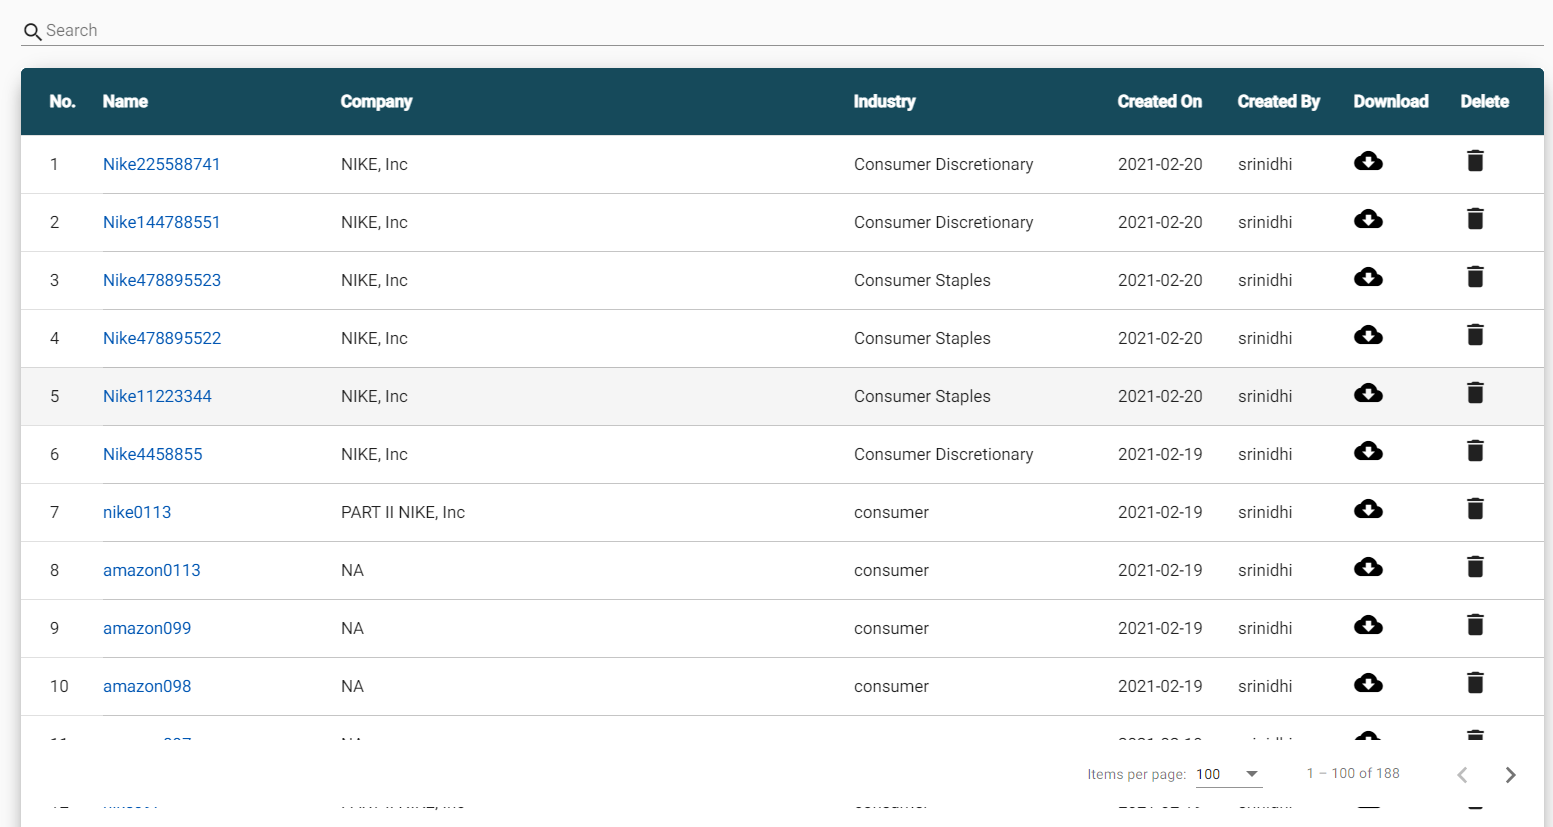 Search
No. Name Company Industry Created On Created By Download Delete
1 Nike225588741 NIKE, Inc Consumer Discretionary 2021-02-20 srinidhi
2 Nike144788551 NIKE, Inc Consumer Discretionary 2021-02-20 srinidhi
3 Nike478895523 NIKE, Inc Consumer Staples 2021-02-20 srinidhi
4 Nike478895522 NIKE, Inc Consumer Staples 2021-02-20 srinidhi
5 Nike11223344 NIKE, Inc Consumer Staples 2021-02-20 srinidhi
6 Nike4458855 NIKE, Inc Consumer Discretionary 2021-02-19 srinidhi
7 nike0113 PART II NIKE, Inc consumer 2021-02-19 srinidhi
8 amazon0113 NA consumer 2021-02-19 srinidhi
9 amazon099 NA consumer 2021-02-19 srinidhi
10 amazon098 NA consumer 2021-02-19 srinidhi
Items per page: 100 1 – 100 of 188